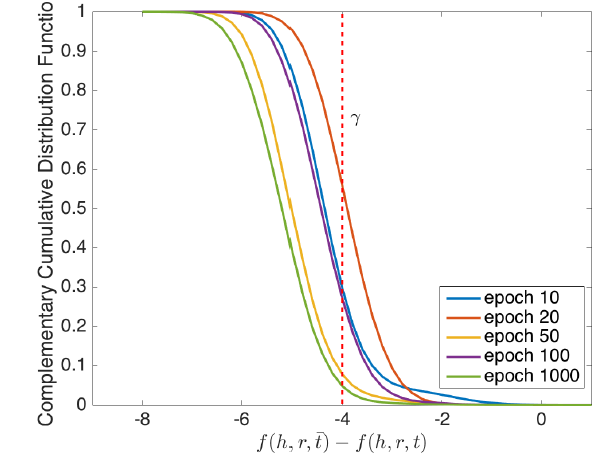 Complementary Cumulative Distribution Functio
1
0.9
0.8
0.7
0.6
0.5
0.4
0.3
0.2
0.1
0
-8
-6
-4
-2
0
γ
epoch 10
epoch 20
epoch 50
epoch 100
epoch 1000
f(h, r, t̄) − f(h, r, t)